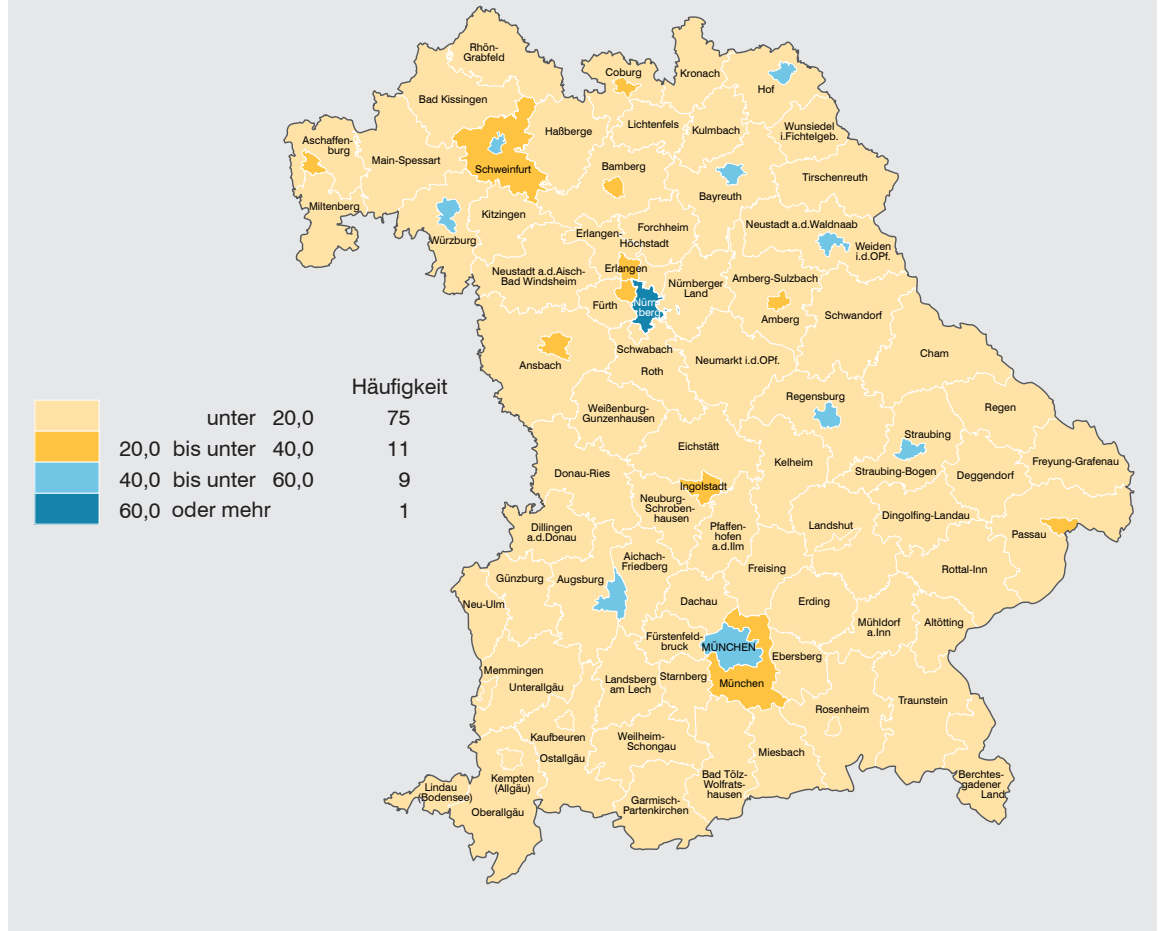 Rhön-
Grabfeld
Coburg
Kronach
Hof
Bad Kissingen
Lichtenfels
Kulmbach
Wunsiedel
i.Fichtelgeb.
Haßberge
Aschaffen-
burg
Main-Spessart
Schweinfurt
Bamberg
Tirschenreuth
Bayreuth
Miltenberg
Kitzingen
Würzburg
Forchheim
Erlangen-
Höchstadt
Neustadt a.d.Waldnaab
Weiden
i.d.OPf.
Neustadt a.d.Aisch-
Bad Windsheim
Erlangen
Nürnberger
Land
Amberg-Sulzbach
Fürth
Nürn-
berg
Amberg
Schwandorf
Ansbach
Schwabach
Roth
Neumarkt i.d.OPf.
Cham
Häufigkeit
unter 20,0 75
20,0 bis unter 40,0 11
40,0 bis unter 60,0 9
60,0 oder mehr 1
Weißenburg-
Gunzenhausen
Regensburg
Regen
Eichstätt
Straubing
Kelheim
Straubing-Bogen
Deggendorf
Freyung-Grafenau
Donau-Ries
Ingolstadt
Neuburg-
Schroben-
hausen
Dillingen
a.d.Donau
Pfaffen-
hofen
a.d.Ilm
Landshut
Dingolfing-Landau
Passau
Aichach-
Friedberg
Freising
Rottal-Inn
Günzburg
Augsburg
Neu-Ulm
Dachau
Erding
Mühldorf
a.Inn
Altötting
Fürstenfeld-
bruck
MÜNCHEN
Ebersberg
Memmingen
Unterallgäu
Landsberg
am Lech
Starnberg
München
Rosenheim
Traunstein
Kaufbeuren
Ostallgäu
Weilheim-
Schongau
Miesbach
Kempten
(Allgäu)
Lindau
(Bodensee)
Oberallgäu
Bad Tölz-
Wolfrats-
hausen
Garmisch-
Partenkirchen
Berchtes-
gadener
Land